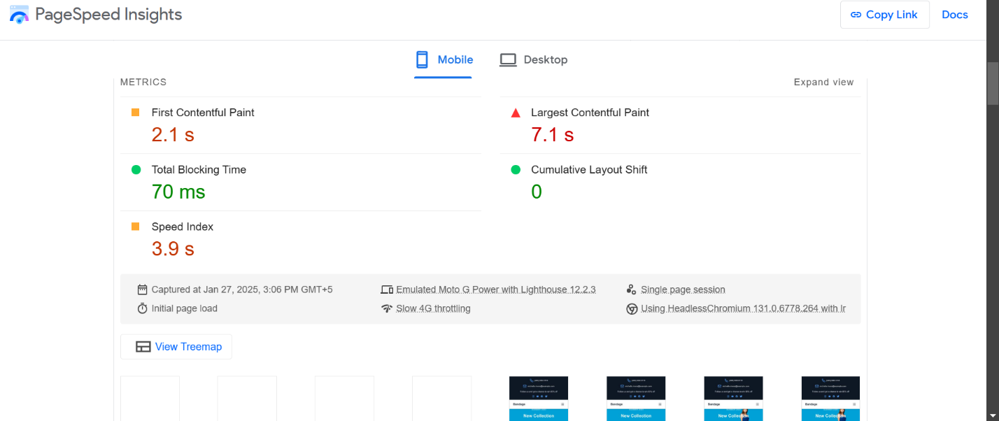 PageSpeed Insights
Copy Link
Docs
Mobile
Desktop
METRICS
Expand view
First Contentful Paint
2.1 s
Largest Contentful Paint
7.1 s
Total Blocking Time
70 ms
Cumulative Layout Shift
0
Speed Index
3.9 s
Captured at Jan 27, 2025, 3:06 PM GMT+5
Emulated Moto G Power with Lighthouse 12.2.3
Single page session
Initial page load
Slow 4G throttling
Using HeadlessChromium 131.0.6778.264 with lr
View Treemap
Bandage
New Collection
Bandage
New Collection
Bandage
New Collection
Bandage
New Collection